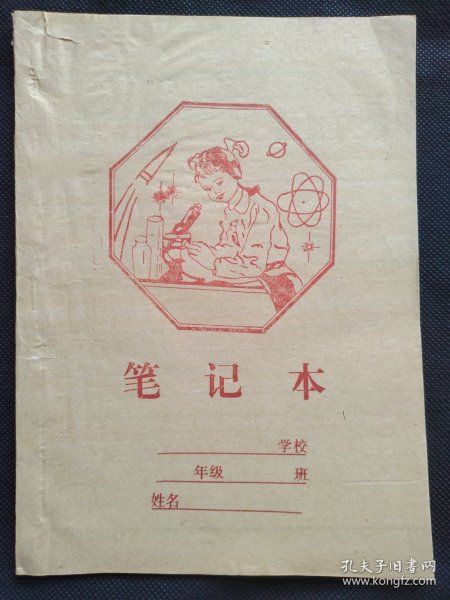 笔记本
学校
年级 班
姓名
孔夫子旧书网
www.kongfz.com